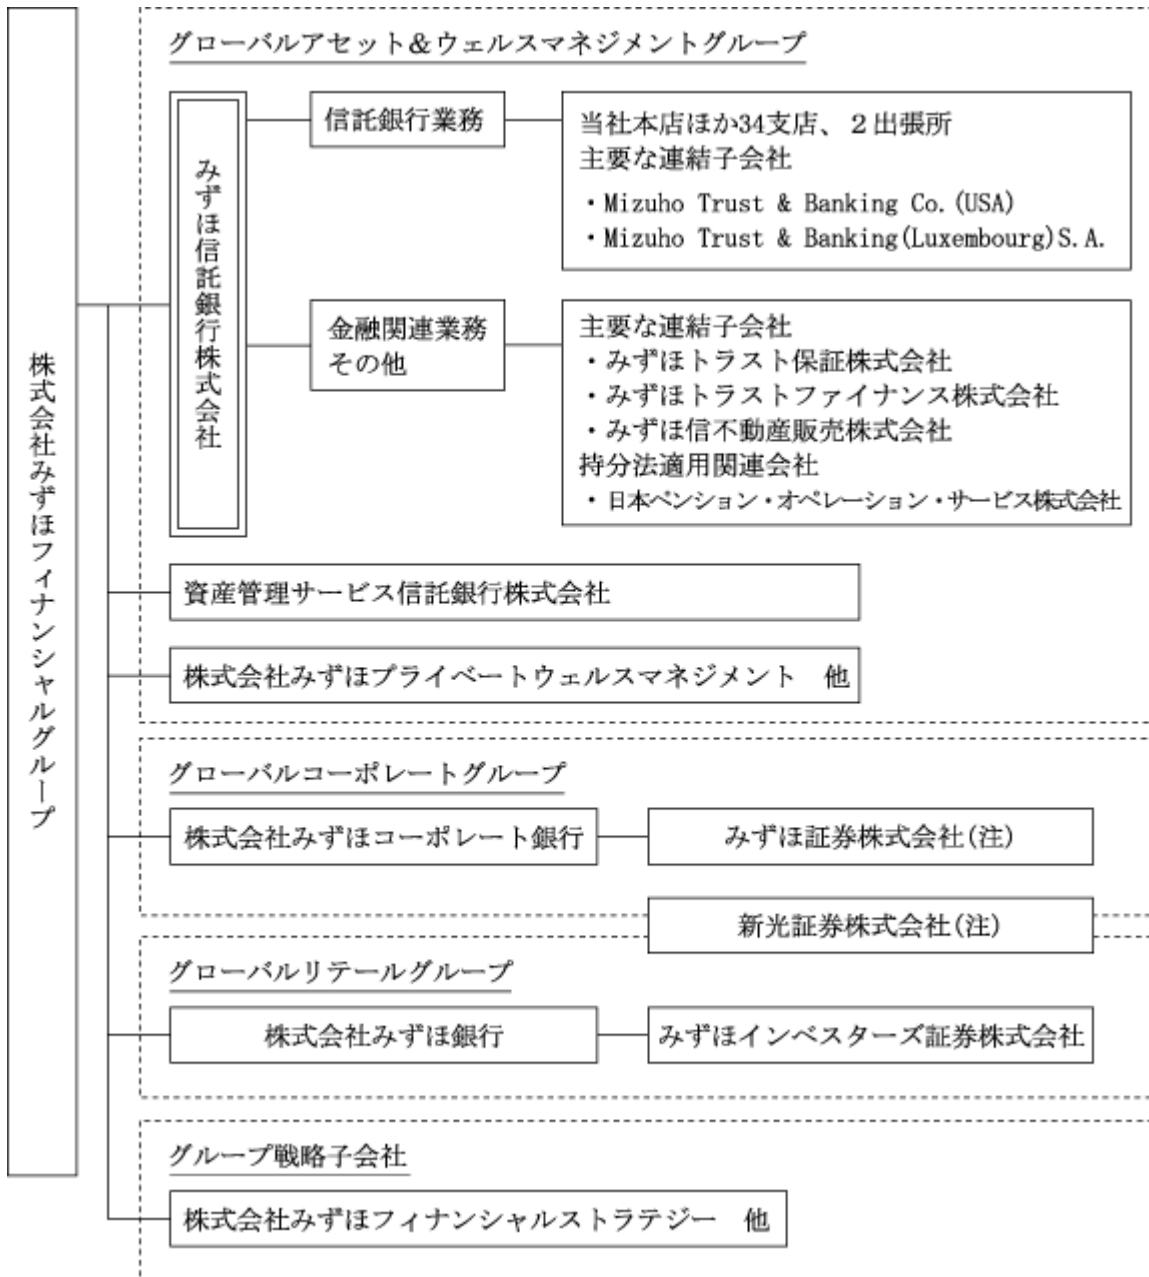 株式会社みずほフィナンシャルグループ
グローバルアセット＆ウェルスマネジメントグループ
みずほ信託銀行株式会社
信託銀行業務
当社本店ほか34支店、２出張所
主要な連結子会社
・Mizuho Trust & Banking Co.(USA)
・Mizuho Trust & Banking(Luxembourg)S.A.
金融関連業務
その他
主要な連結子会社
・みずほトラスト保証株式会社
・みずほトラストファイナンス株式会社
・みずほ信不動産販売株式会社
持分法適用関連会社
・日本ペンション・オペレーション・サービス株式会社
資産管理サービス信託銀行株式会社
株式会社みずほプライベートウェルスマネジメント　他
グローバルコーポレートグループ
株式会社みずほコーポレート銀行
みずほ証券株式会社(注)
新光証券株式会社(注)
グローバルリテールグループ
株式会社みずほ銀行
みずほインベスターズ証券株式会社
グループ戦略子会社
株式会社みずほフィナンシャルストラテジー　他